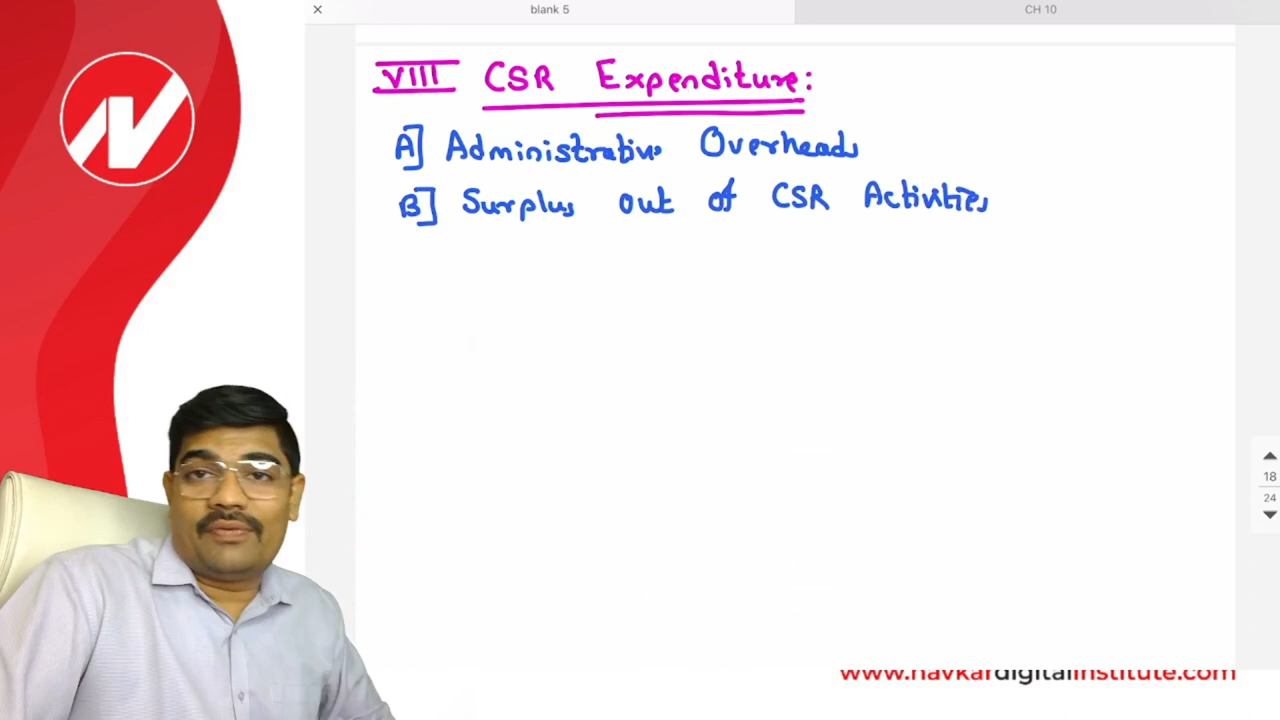 blank 5
CH 10
VIII CSR Expenditure:
A] Administrative Overheads
B] Surplus out of CSR Activities
18
24
www.navkardigitalinstitute.com